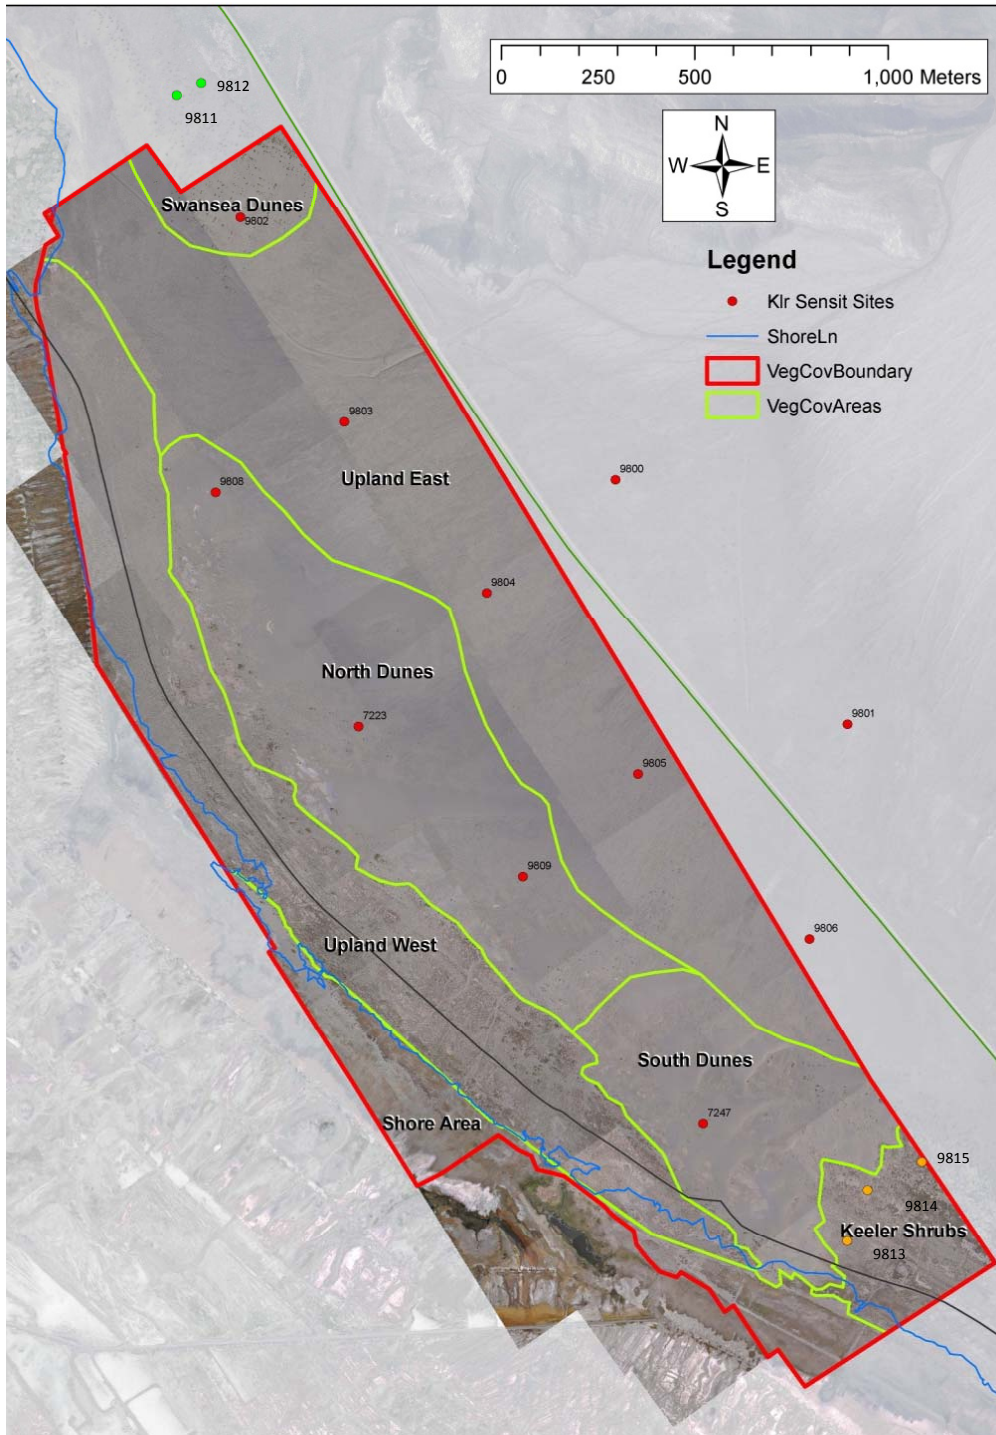 0 250 500 1,000 Meters
9812
9811
N
W E
S
Swansea Dunes
9802
Legend
Klr Sensit Sites
ShoreLn
VegCovBoundary
VegCovAreas
9803
9800
Upland East
9808
9804
North Dunes
7223
9801
9805
9809
9806
Upland West
South Dunes
7247
Shore Area
9815
9814
Keeler Shrubs
9813